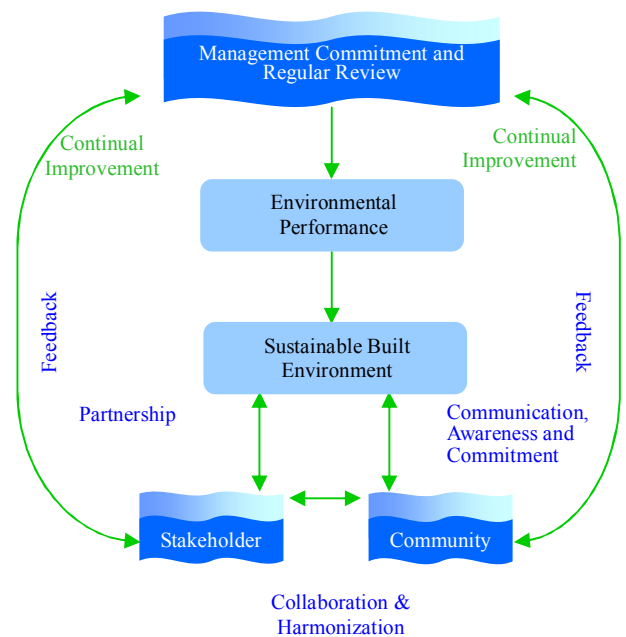 Management Commitment and
Regular Review
Continual
Improvement
Continual
Improvement
Environmental
Performance
Feedback
Feedback
Sustainable Built
Environment
Partnership
Communication,
Awareness and
Commitment
Stakeholder
Community
Collaboration &
Harmonization